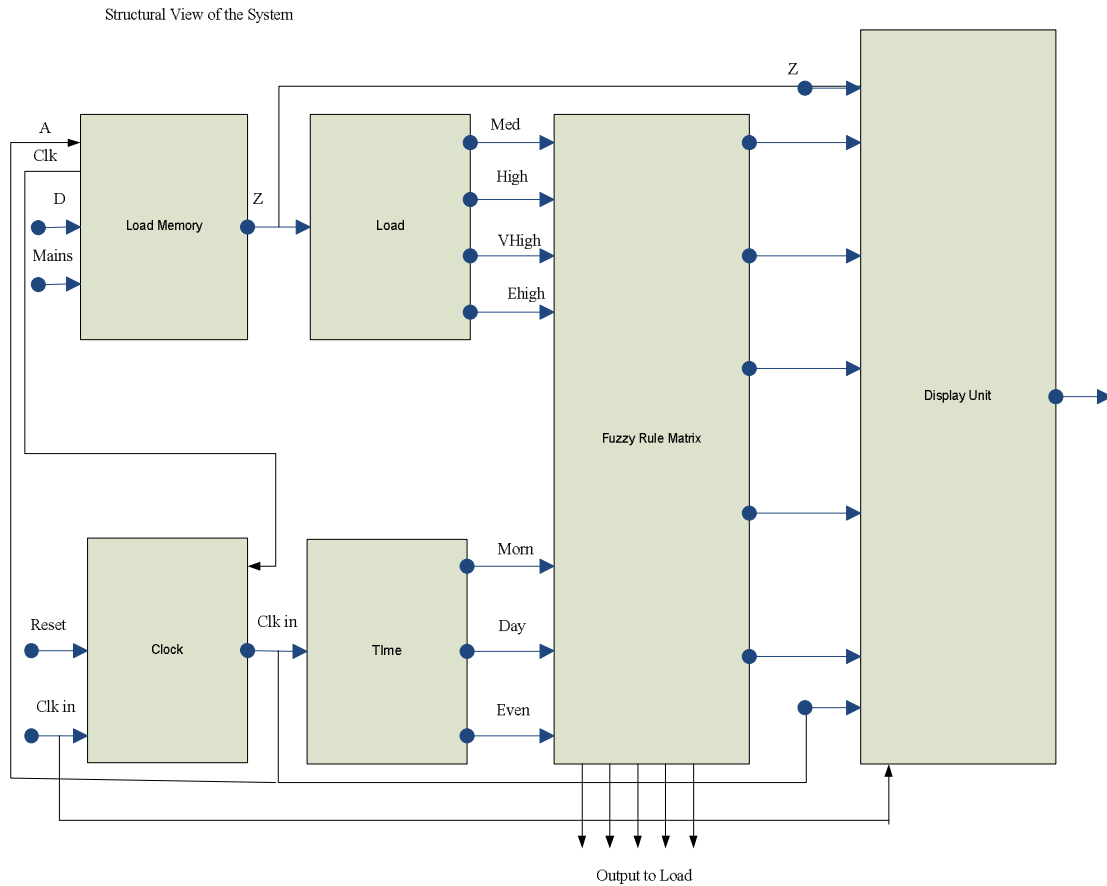 Structural View of the System
Z
A
Clk
D
Mains
Load Memory
Z
Load
Med
High
VHigh
Ehigh
Fuzzy Rule Matrix
Display Unit
Reset
Clk in
Clock
Clk in
TIme
Morn
Day
Even
Output to Load